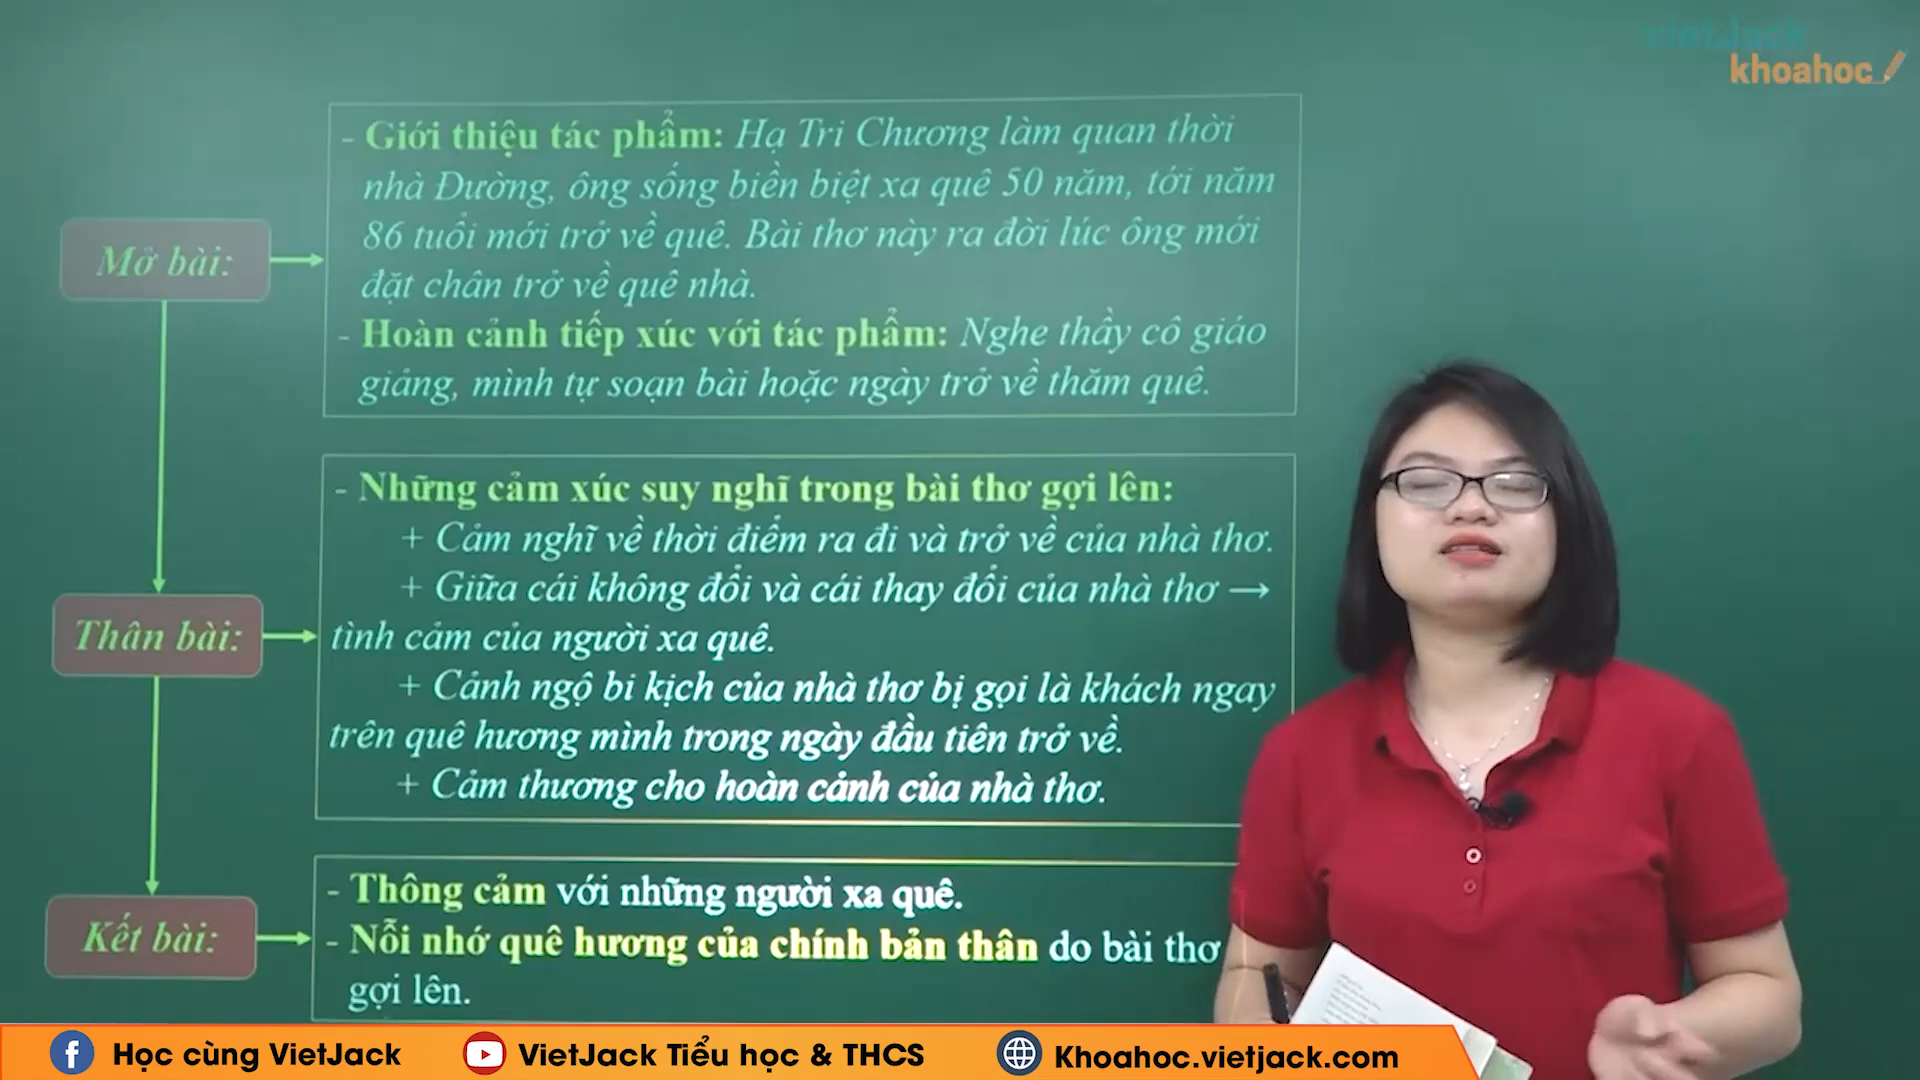 vietJack
khoahoc
Mở bài:
- Giới thiệu tác phẩm: Hạ Tri Chương làm quan thời
nhà Đường, ông sống biền biệt xa quê 50 năm, tới năm
86 tuổi mới trở về quê. Bài thơ này ra đời lúc ông mới
đặt chân trở về quê nhà.
- Hoàn cảnh tiếp xúc với tác phẩm: Nghe thầy cô giáo
giảng, mình tự soạn bài hoặc ngày trở về thăm quê.
Thân bài:
- Những cảm xúc suy nghĩ trong bài thơ gợi lên:
+ Cảm nghĩ về thời điểm ra đi và trở về của nhà thơ.
+ Giữa cái không đổi và cái thay đổi của nhà thơ →
tình cảm của người xa quê.
+ Cảnh ngộ bi kịch của nhà thơ bị gọi là khách ngay
trên quê hương mình trong ngày đầu tiên trở về.
+ Cảm thương cho hoàn cảnh của nhà thơ.
Kết bài:
- Thông cảm với những người xa quê.
- Nỗi nhớ quê hương của chính bản thân do bài thơ
gợi lên.
Học cùng VietJack
VietJack Tiểu học & THCS
Khoahoc.vietjack.com